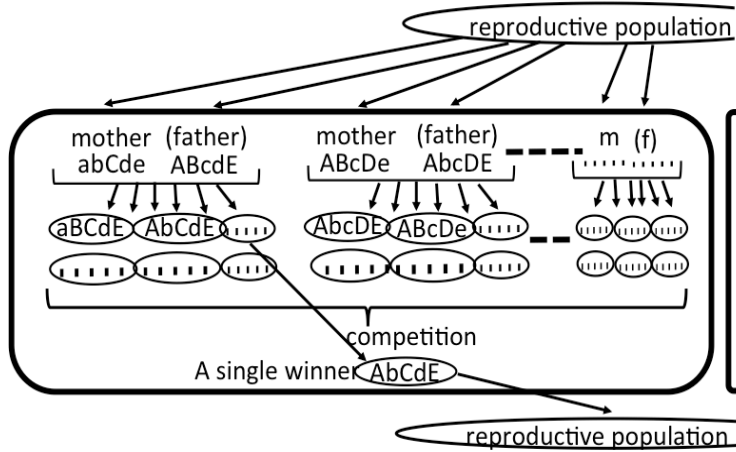 reproductive population
mother (father) mother (father) m (f)
abCde ABcdE ABcDe AbcDE
aBCdE AbCdE AbcDE ABcDe
competition
A single winner AbCdE
reproductive population